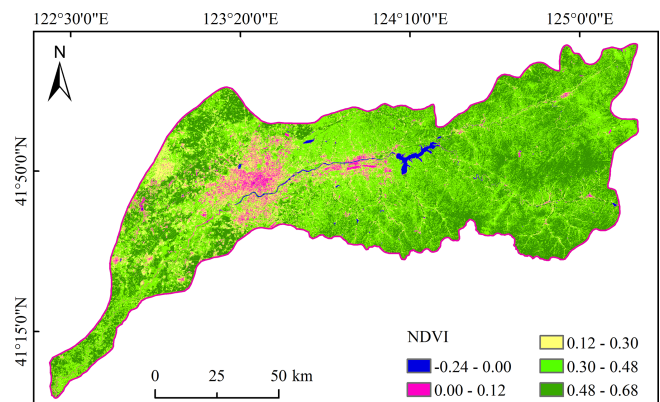 122°30'0"E 123°20'0"E 124°10'0"E 125°0'0"E
N
41°50'0"N
41°15'0"N
NDVI
-0.24 - 0.00
0.00 - 0.12
0.12 - 0.30
0.30 - 0.48
0.48 - 0.68
0 25 50 km